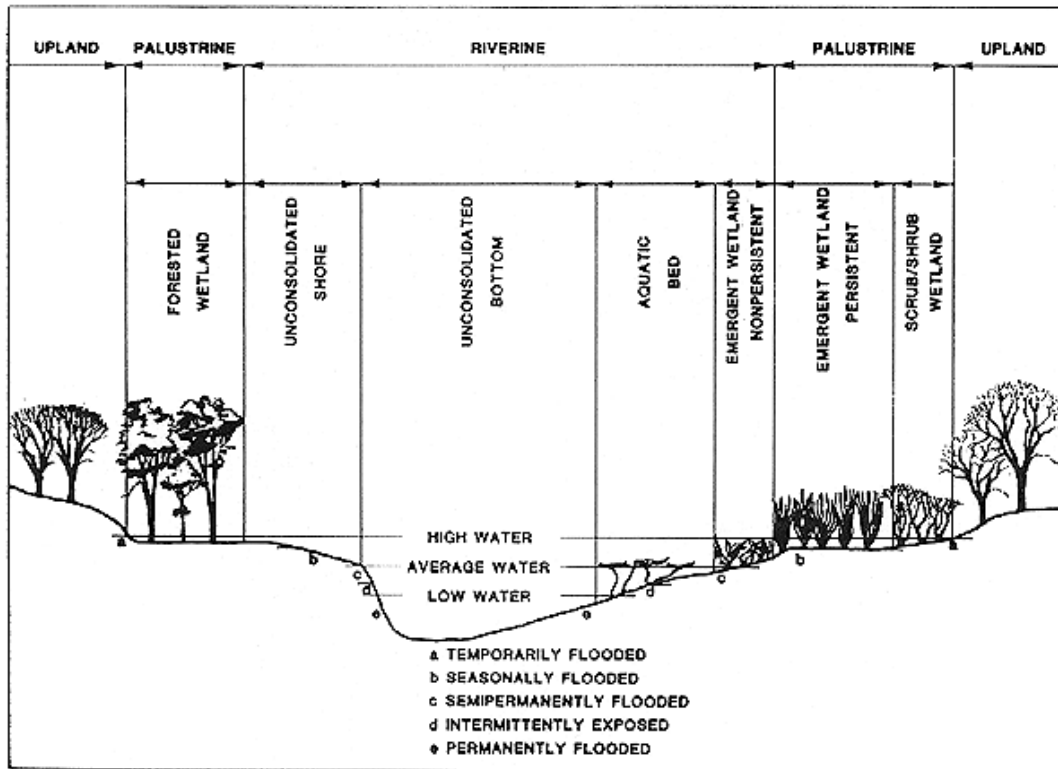 UPLAND PALUSTRINE RIVERINE PALUSTRINE UPLAND
FORESTED
WETLAND
UNCONSOLIDATED
SHORE
UNCONSOLIDATED
BOTTOM
AQUATIC
BED
EMERGENT WETLAND
NONPERSISTENT
EMERGENT WETLAND
PERSISTENT
SCRUB/SHRUB
WETLAND
HIGH WATER
AVERAGE WATER
LOW WATER
a
b
c
d
e
e
d
c
b
a
a TEMPORARILY FLOODED
b SEASONALLY FLOODED
c SEMIPERMANENTLY FLOODED
d INTERMITTENTLY EXPOSED
e PERMANENTLY FLOODED